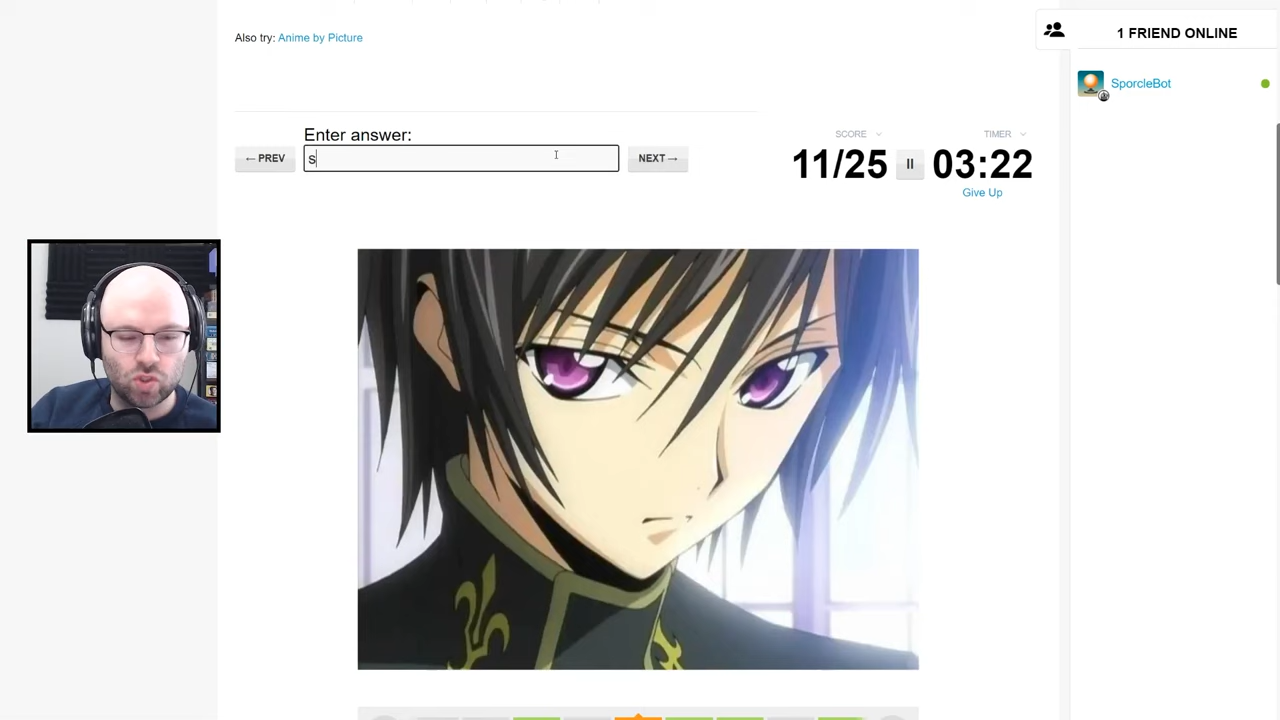 Also try: Anime by Picture
1 FRIEND ONLINE
SporcleBot
Enter answer:
← PREV
s
NEXT →
SCORE
11/25
TIMER
03:22
Give Up